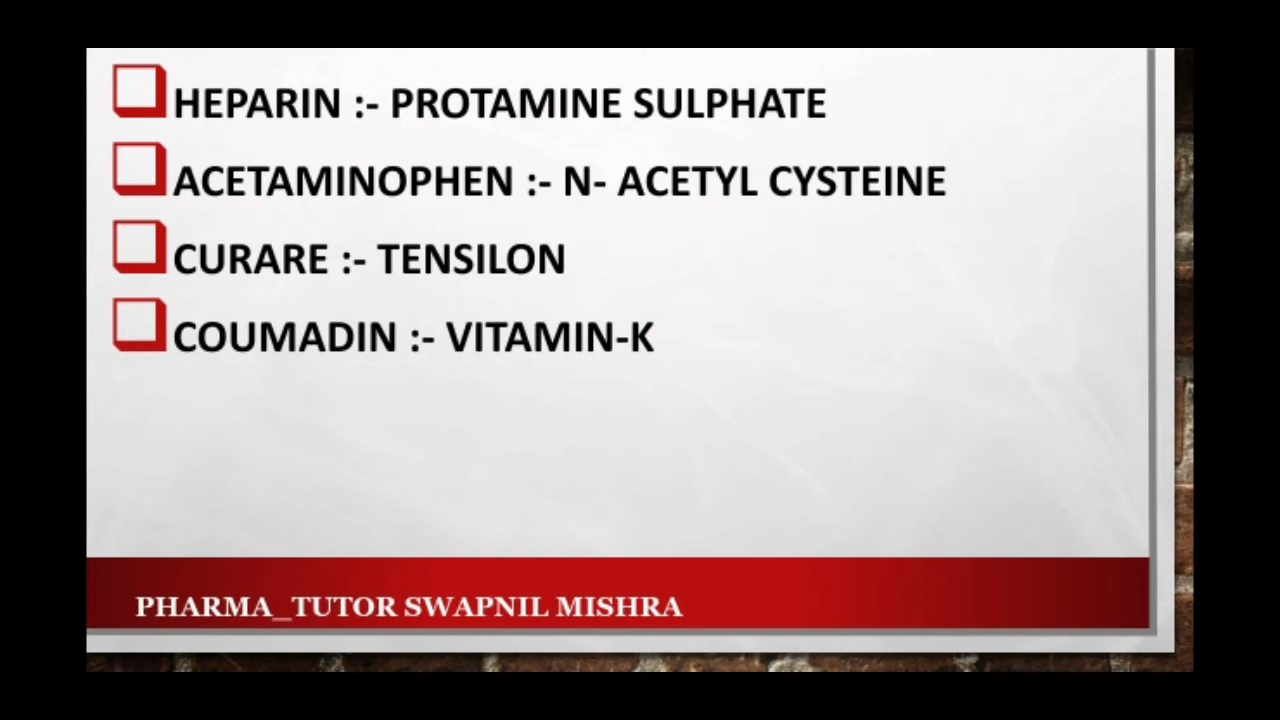 HEPARIN :- PROTAMINE SULPHATE
ACETAMINOPHEN :- N- ACETYL CYSTEINE
CURARE :- TENSILON
COUMADIN :- VITAMIN-K
PHARMA_TUTOR SWAPNIL MISHRA